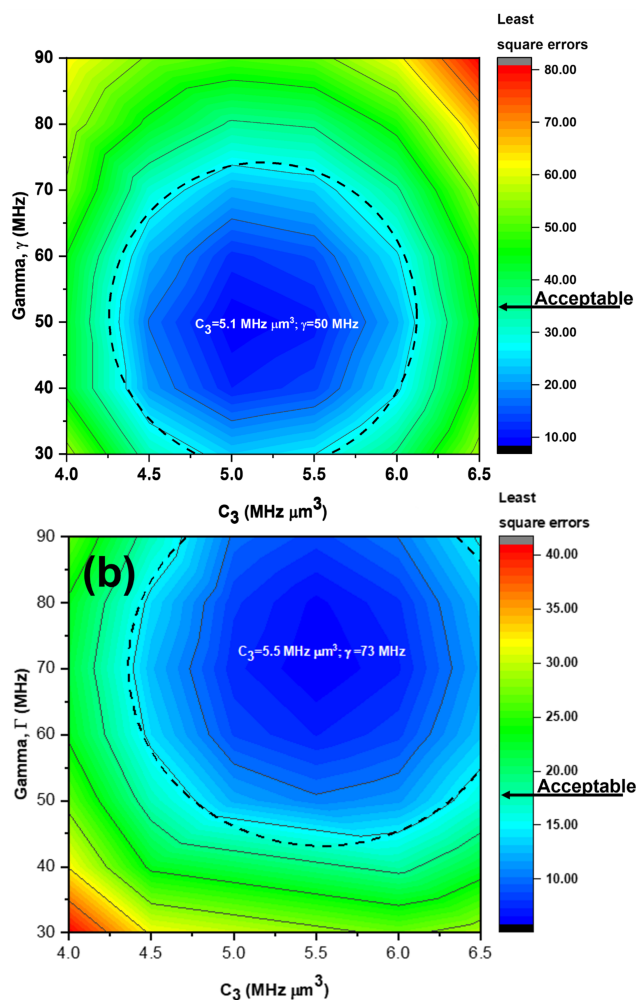 Least
square errors
90
80
70
60
50
40
30
Gamma, γ (MHz)
C₃=5.1 MHz μm³; γ=50 MHz
4.0 4.5 5.0 5.5 6.0 6.5
C₃ (MHz μm³)
80.00
70.00
60.00
50.00
40.00
Acceptable
30.00
20.00
10.00
Least
square errors
(b)
90
80
70
60
50
40
30
Gamma, Γ (MHz)
C₃=5.5 MHz μm³; γ=73 MHz
4.0 4.5 5.0 5.5 6.0 6.5
C₃ (MHz μm³)
40.00
35.00
30.00
25.00
20.00
Acceptable
15.00
10.00